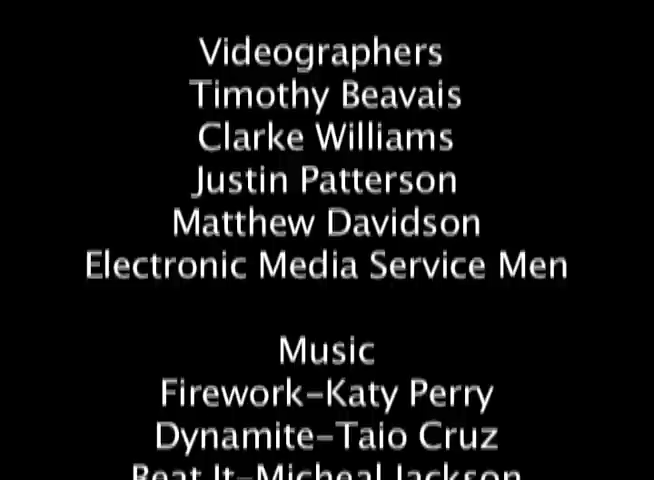 Videographers
Timothy Beavais
Clarke Williams
Justin Patterson
Matthew Davidson
Electronic Media Service Men
Music
Firework-Katy Perry
Dynamite-Taio Cruz
Beat It-Micheal Jackson